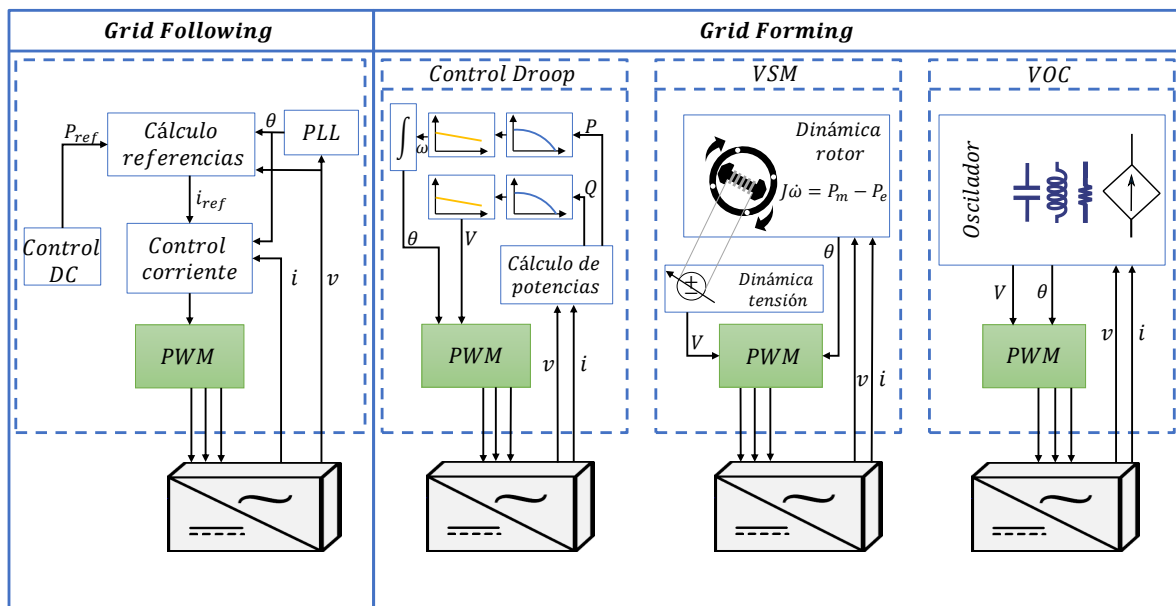 Grid Following
Grid Forming
P_ref
Cálculo
referencias
θ
PLL
i_ref
Control
DC
Control
corriente
i
v
PWM
Control Droop
∫
ω
P
Q
θ
V
Cálculo de
potencias
PWM
v
i
VSM
Dinámica
rotor
Jω̇ = P_m − P_e
θ
Dinámica
tensión
V
PWM
v
i
VOC
Oscilador
V
θ
PWM
v
i